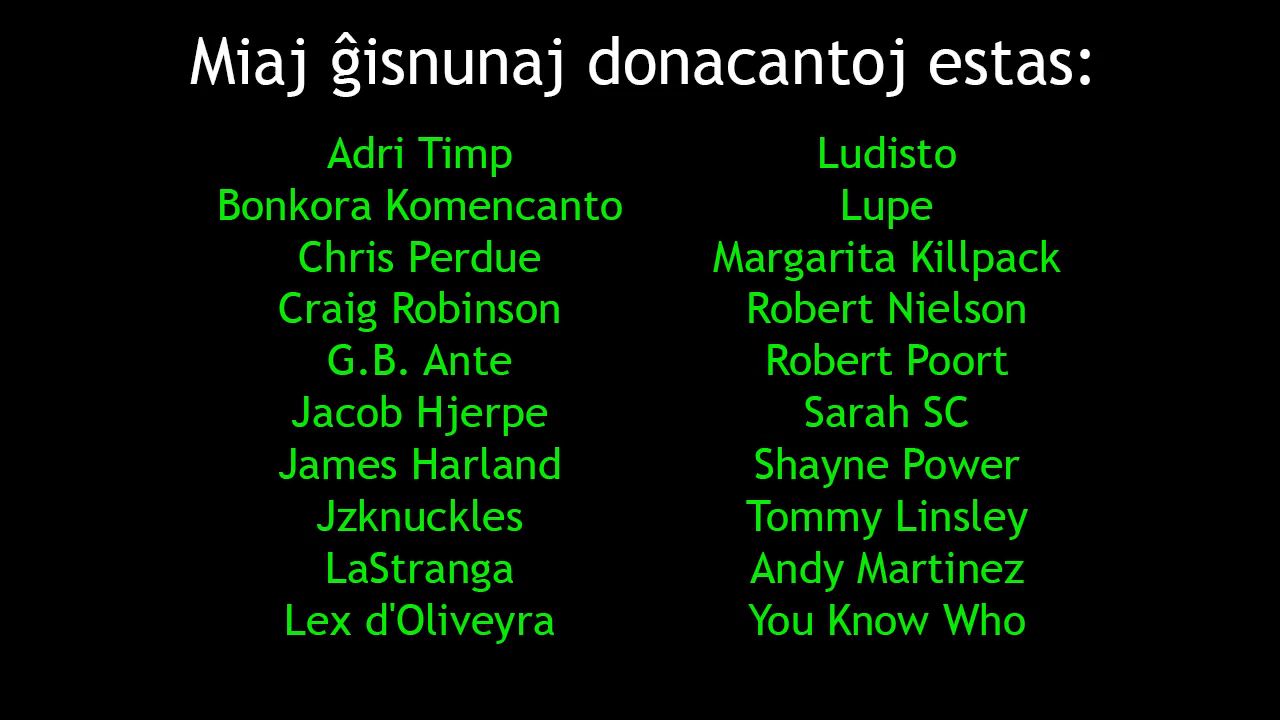 Miaj ĝisnunaj donacantoj estas:
Adri Timp
Bonkora Komencanto
Chris Perdue
Craig Robinson
G.B. Ante
Jacob Hjerpe
James Harland
Jzknuckles
LaStranga
Lex d'Oliveyra
Ludisto
Lupe
Margarita Killpack
Robert Nielson
Robert Poort
Sarah SC
Shayne Power
Tommy Linsley
Andy Martinez
You Know Who